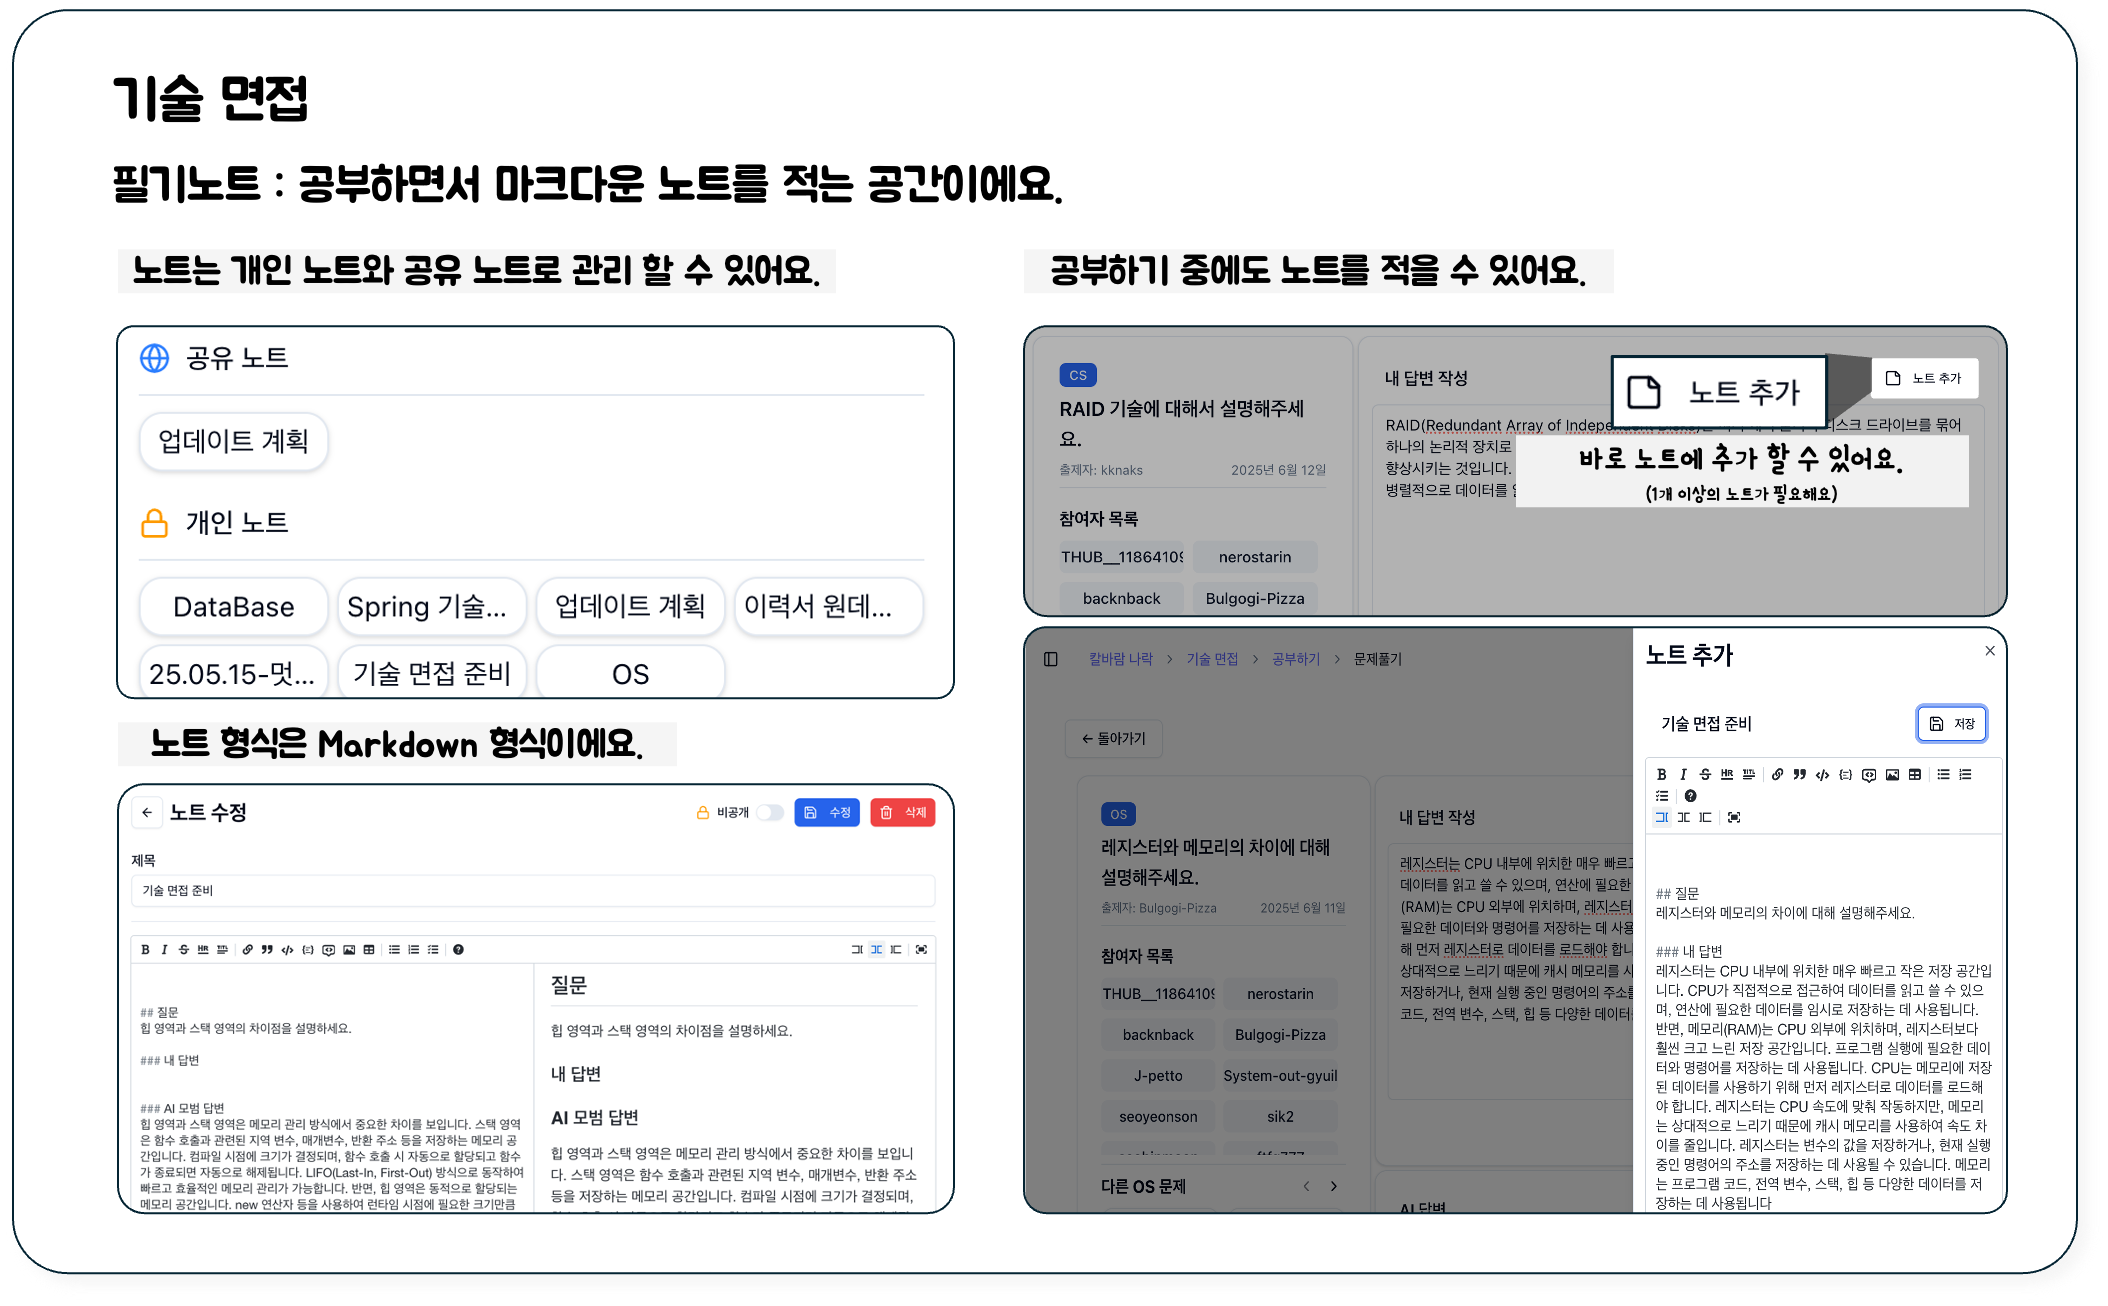 기술 면접
필기노트 : 공부하면서 마크다운 노트를 적는 공간이에요.
노트는 개인 노트와 공유 노트로 관리 할 수 있어요.
공유 노트
업데이트 계획
개인 노트
DataBase
Spring 기술...
업데이트 계획
이력서 원데...
25.05.15-멋...
기술 면접 준비
OS
노트 형식은 Markdown 형식이에요.
노트 수정
비공개
수정
삭제
제목
기술 면접 준비
## 질문
힙 영역과 스택 영역의 차이점을 설명하세요.
### 내 답변
### AI 모범 답변
힙 영역과 스택 영역은 메모리 관리 방식에서 중요한 차이를 보입니다. 스택 영역
은 함수 호출과 관련된 지역 변수, 매개변수, 반환 주소 등을 저장하는 메모리 공
간입니다. 컴파일 시점에 크기가 결정되며, 함수 호출 시 자동으로 할당되고 함수
가 종료되면 자동으로 해제됩니다. LIFO(Last-In, First-Out) 방식으로 동작하여
빠르고 효율적인 메모리 관리가 가능합니다. 반면, 힙 영역은 동적으로 할당되는
메모리 공간입니다. new 연산자 등을 사용하여 런타임 시점에 필요한 크기만큼
질문
힙 영역과 스택 영역의 차이점을 설명하세요.
내 답변
AI 모범 답변
힙 영역과 스택 영역은 메모리 관리 방식에서 중요한 차이를 보입니
다. 스택 영역은 함수 호출과 관련된 지역 변수, 매개변수, 반환 주소
등을 저장하는 메모리 공간입니다. 컴파일 시점에 크기가 결정되며,
공부하기 중에도 노트를 적을 수 있어요.
CS
RAID 기술에 대해서 설명해주세
요.
출제자: kknaks
2025년 6월 12일
참여자 목록
THUB__11864109
nerostarin
backnback
Bulgogi-Pizza
내 답변 작성
노트 추가
노트 추가
RAID(Redundant Array of Independent 디스크 드라이브를 묶어
하나의 논리적 장치로
향상시키는 것입니다.
병렬적으로 데이터를
바로 노트에 추가 할 수 있어요.
(1개 이상의 노트가 필요해요)
칼바람 나락 > 기술 면접 > 공부하기 > 문제풀기
← 돌아가기
OS
레지스터와 메모리의 차이에 대해
설명해주세요.
출제자: Bulgogi-Pizza
2025년 6월 11일
참여자 목록
THUB__11864109
nerostarin
backnback
Bulgogi-Pizza
J-petto
System-out-gyuil
seoyeonson
sik2
다른 OS 문제
내 답변 작성
레지스터는 CPU 내부에 위치한 매우 빠르고
데이터를 읽고 쓸 수 있으며, 연산에 필요한
(RAM)는 CPU 외부에 위치하며, 레지스터
필요한 데이터와 명령어를 저장하는 데 사용
해 먼저 레지스터로 데이터를 로드해야 합니
상대적으로 느리기 때문에 캐시 메모리를 사
저장하거나, 현재 실행 중인 명령어의 주소를
코드, 전역 변수, 스택, 힙 등 다양한 데이터
AI 답변
노트 추가
기술 면접 준비
저장
## 질문
레지스터와 메모리의 차이에 대해 설명해주세요.
### 내 답변
레지스터는 CPU 내부에 위치한 매우 빠르고 작은 저장 공간입
니다. CPU가 직접적으로 접근하여 데이터를 읽고 쓸 수 있으
며, 연산에 필요한 데이터를 임시로 저장하는 데 사용됩니다.
반면, 메모리(RAM)는 CPU 외부에 위치하며, 레지스터보다
훨씬 크고 느린 저장 공간입니다. 프로그램 실행에 필요한 데이
터와 명령어를 저장하는 데 사용됩니다. CPU는 메모리에 저장
된 데이터를 사용하기 위해 먼저 레지스터로 데이터를 로드해
야 합니다. 레지스터는 CPU 속도에 맞춰 작동하지만, 메모리
는 상대적으로 느리기 때문에 캐시 메모리를 사용하여 속도 차
이를 줄입니다. 레지스터는 변수의 값을 저장하거나, 현재 실행
중인 명령어의 주소를 저장하는 데 사용될 수 있습니다. 메모리
는 프로그램 코드, 전역 변수, 스택, 힙 등 다양한 데이터를 저
장하는 데 사용됩니다